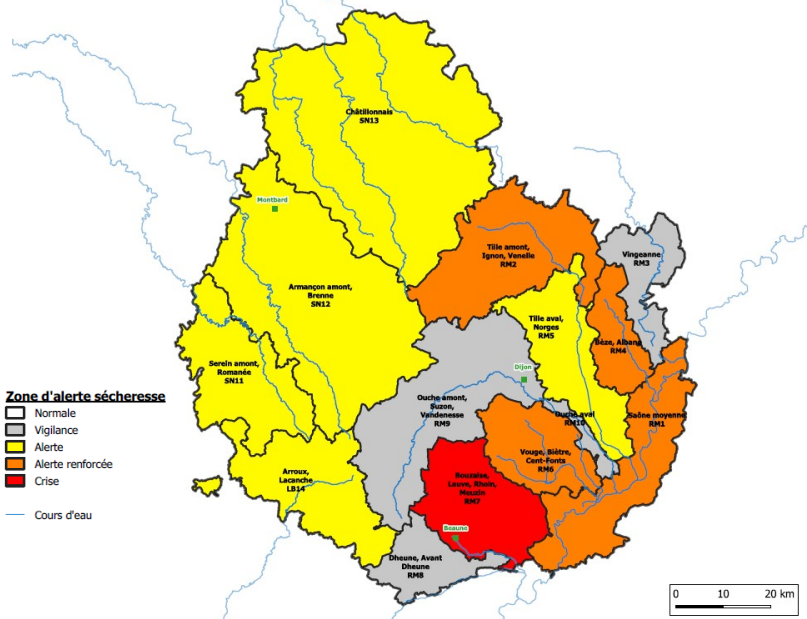 Châtillonnais
SN13
Montbard
Tille amont,
Ignon, Venelle
RM2
Vingeanne
RM3
Armançon amont,
Brenne
SN12
Tille aval,
Norges
RM5
Bèze, Albane
RM4
Serein amont,
Romanée
SN11
Dijon
Ouche amont,
Suzon,
Vandenesse
RM9
Ouche aval
RM10
Saône moyenne
RM1
Vouge, Biètre,
Cent-Fonts
RM6
Arroux,
Lacanche
LB14
Bouzaise,
Lauve, Rhoin,
Meuzin
RM7
Beaune
Dheune, Avant
Dheune
RM8
Zone d'alerte sécheresse
Normale
Vigilance
Alerte
Alerte renforcée
Crise
Cours d'eau
0 10 20 km